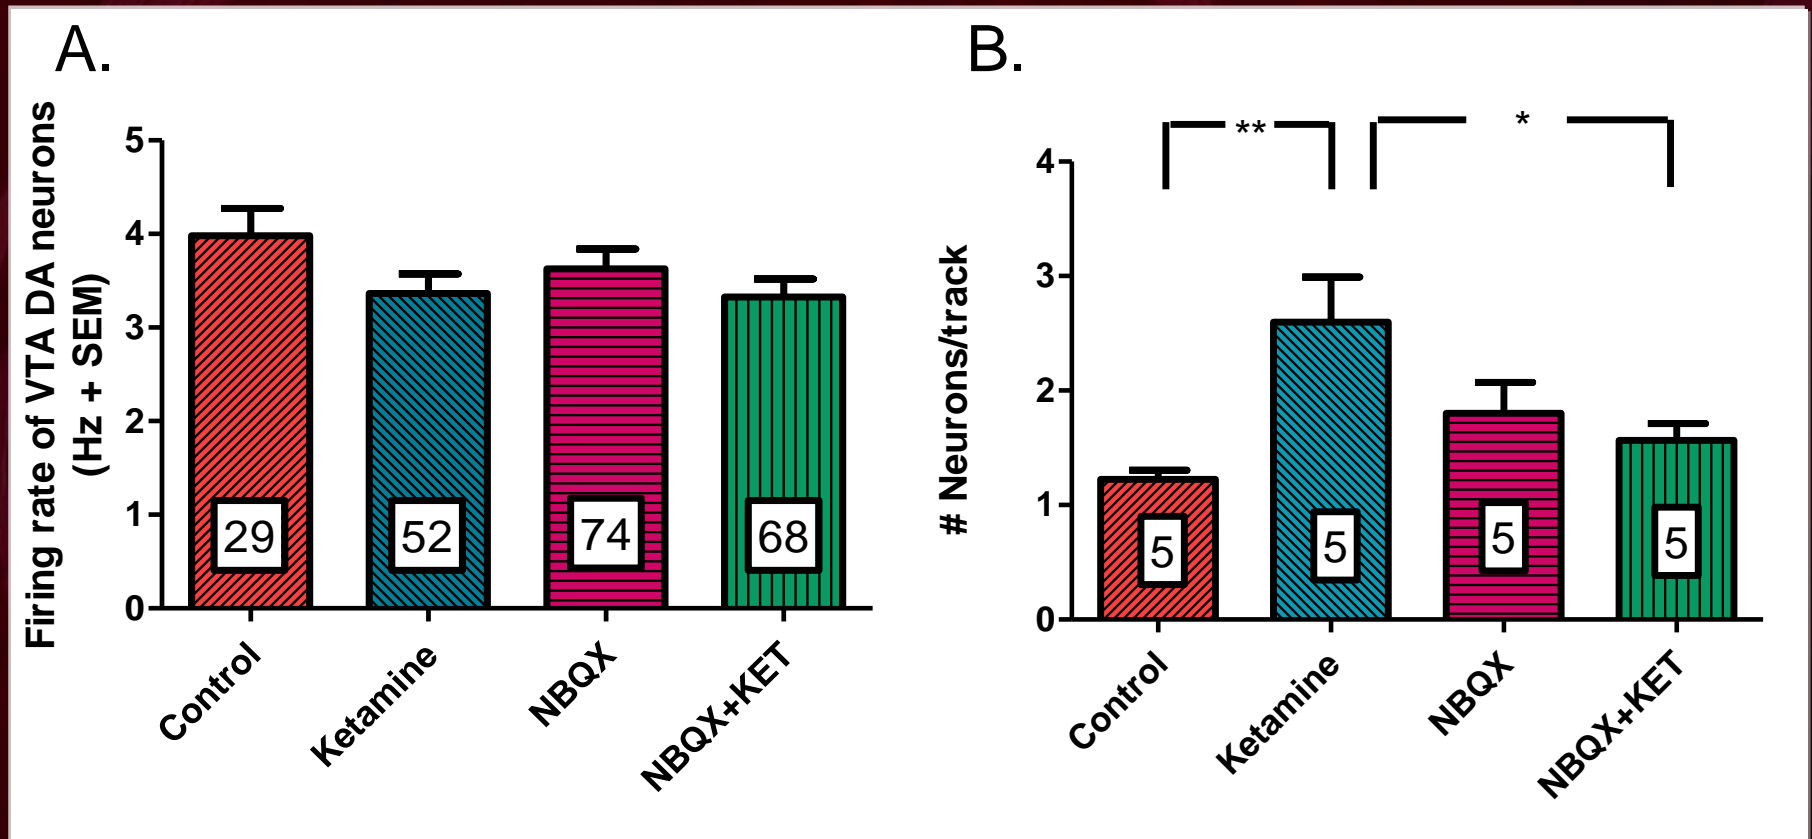 A.
Firing rate of VTA DA neurons
(Hz + SEM)
5
4
3
2
1
0
29
52
74
68
Control
Ketamine
NBQX
NBQX+KET
B.
**
*
# Neurons/track
4
3
2
1
0
5
5
5
5
Control
Ketamine
NBQX
NBQX+KET